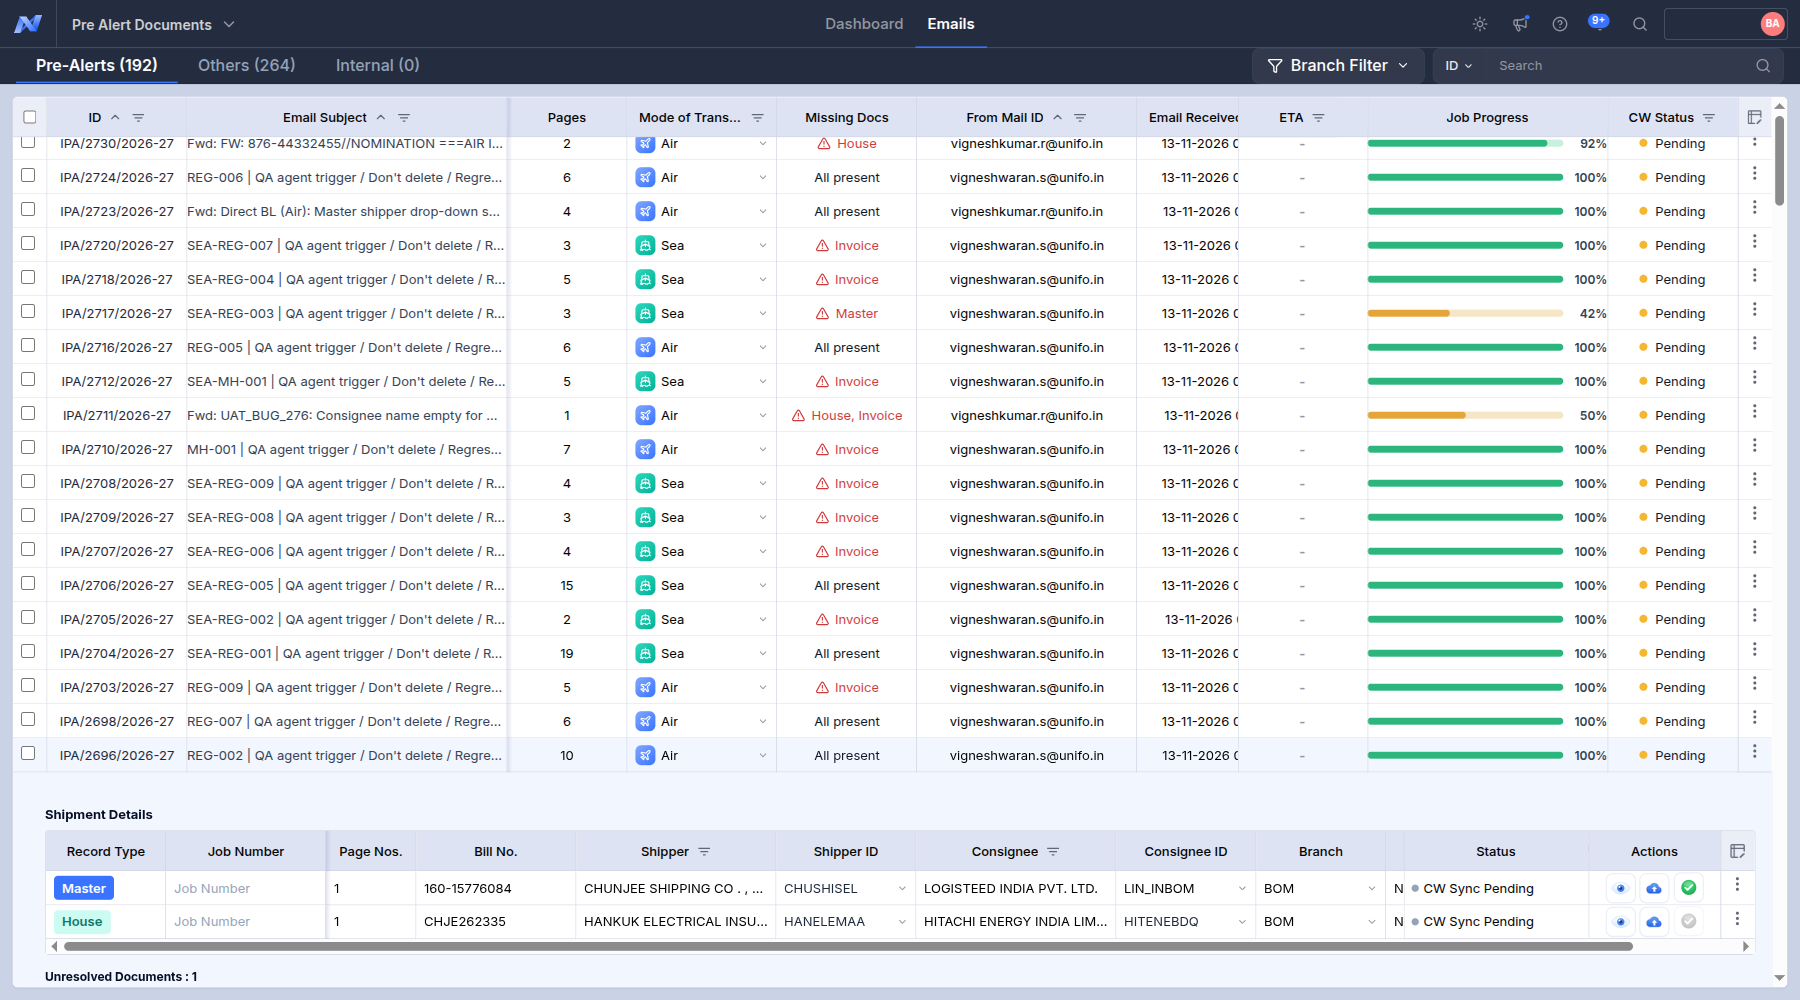 Pre Alert Documents Dashboard Emails 9+ BA
Pre-Alerts (192) Others (264) Internal (0) Branch Filter ID Search
ID Email Subject Pages Mode of Trans... Missing Docs From Mail ID Email Received ETA Job Progress CW Status
IPA/2730/2026-27 Fwd: FW: 876-44332455//NOMINATION ===AIR I... 2 Air House vigneshkumar.r@unifo.in 13-11-2026 0 - 92% Pending
IPA/2724/2026-27 REG-006 | QA agent trigger / Don't delete / Regre... 6 Air All present vigneshwaran.s@unifo.in 13-11-2026 0 - 100% Pending
IPA/2723/2026-27 Fwd: Direct BL (Air): Master shipper drop-down s... 4 Air All present vigneshkumar.r@unifo.in 13-11-2026 0 - 100% Pending
IPA/2720/2026-27 SEA-REG-007 | QA agent trigger / Don't delete / R... 3 Sea Invoice vigneshwaran.s@unifo.in 13-11-2026 0 - 100% Pending
IPA/2718/2026-27 SEA-REG-004 | QA agent trigger / Don't delete / R... 5 Sea Invoice vigneshwaran.s@unifo.in 13-11-2026 0 - 100% Pending
IPA/2717/2026-27 SEA-REG-003 | QA agent trigger / Don't delete / R... 3 Sea Master vigneshwaran.s@unifo.in 13-11-2026 0 - 42% Pending
IPA/2716/2026-27 REG-005 | QA agent trigger / Don't delete / Regre... 6 Air All present vigneshwaran.s@unifo.in 13-11-2026 0 - 100% Pending
IPA/2712/2026-27 SEA-MH-001 | QA agent trigger / Don't delete / Re... 5 Sea Invoice vigneshwaran.s@unifo.in 13-11-2026 0 - 100% Pending
IPA/2711/2026-27 Fwd: UAT_BUG_276: Consignee name empty for ... 1 Air House, Invoice vigneshkumar.r@unifo.in 13-11-2026 - 50% Pending
IPA/2710/2026-27 MH-001 | QA agent trigger / Don't delete / Regres... 7 Air Invoice vigneshwaran.s@unifo.in 13-11-2026 0 - 100% Pending
IPA/2708/2026-27 SEA-REG-009 | QA agent trigger / Don't delete / R... 4 Sea Invoice vigneshwaran.s@unifo.in 13-11-2026 0 - 100% Pending
IPA/2709/2026-27 SEA-REG-008 | QA agent trigger / Don't delete / R... 3 Sea Invoice vigneshwaran.s@unifo.in 13-11-2026 0 - 100% Pending
IPA/2707/2026-27 SEA-REG-006 | QA agent trigger / Don't delete / R... 4 Sea Invoice vigneshwaran.s@unifo.in 13-11-2026 0 - 100% Pending
IPA/2706/2026-27 SEA-REG-005 | QA agent trigger / Don't delete / R... 15 Sea All present vigneshwaran.s@unifo.in 13-11-2026 0 - 100% Pending
IPA/2705/2026-27 SEA-REG-002 | QA agent trigger / Don't delete / R... 2 Sea Invoice vigneshwaran.s@unifo.in 13-11-2026 - 100% Pending
IPA/2704/2026-27 SEA-REG-001 | QA agent trigger / Don't delete / R... 19 Sea All present vigneshwaran.s@unifo.in 13-11-2026 0 - 100% Pending
IPA/2703/2026-27 REG-009 | QA agent trigger / Don't delete / Regre... 5 Air Invoice vigneshwaran.s@unifo.in 13-11-2026 0 - 100% Pending
IPA/2698/2026-27 REG-007 | QA agent trigger / Don't delete / Regre... 6 Air All present vigneshwaran.s@unifo.in 13-11-2026 0 - 100% Pending
IPA/2696/2026-27 REG-002 | QA agent trigger / Don't delete / Regre... 10 Air All present vigneshwaran.s@unifo.in 13-11-2026 0 - 100% Pending
Shipment Details
Record Type Job Number Page Nos. Bill No. Shipper Shipper ID Consignee Consignee ID Branch Status Actions
Master Job Number 1 160-15776084 CHUNJEE SHIPPING CO . , ... CHUSHISEL LOGISTEED INDIA PVT. LTD. LIN_INBOM BOM N CW Sync Pending
House Job Number 1 CHJE262335 HANKUK ELECTRICAL INSU... HANELEMAA HITACHI ENERGY INDIA LIM... HITENEBDQ BOM N CW Sync Pending
Unresolved Documents : 1